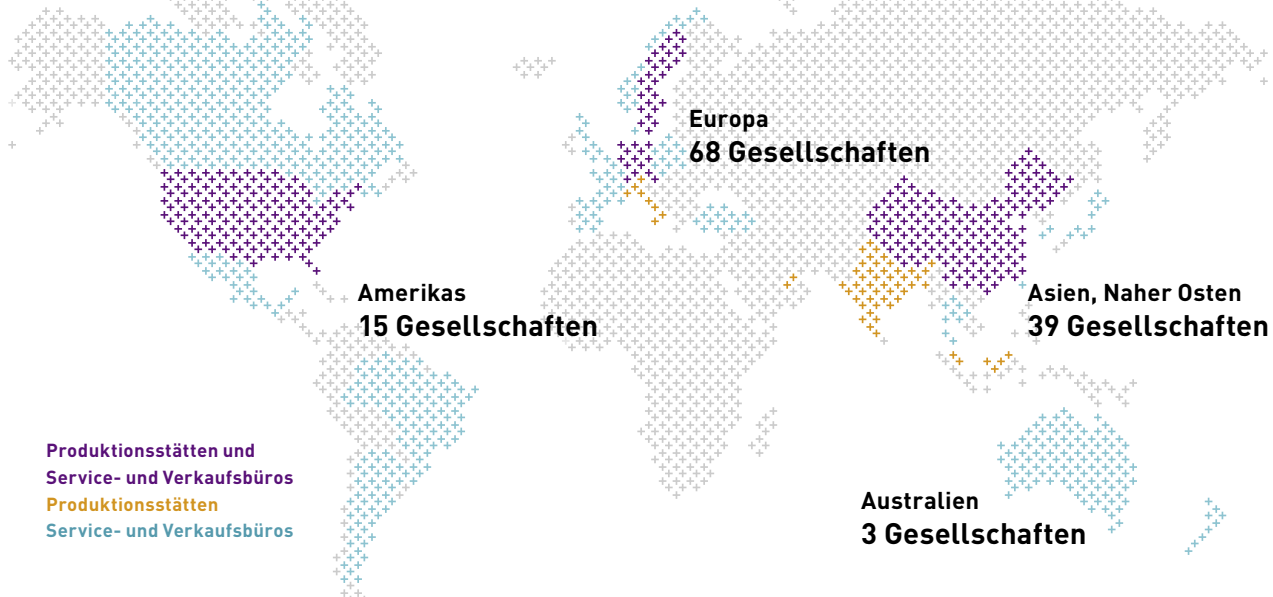 Europa
68 Gesellschaften
Amerikas
15 Gesellschaften
Asien, Naher Osten
39 Gesellschaften
Produktionsstätten und
Service- und Verkaufsbüros
Produktionsstätten
Service- und Verkaufsbüros
Australien
3 Gesellschaften